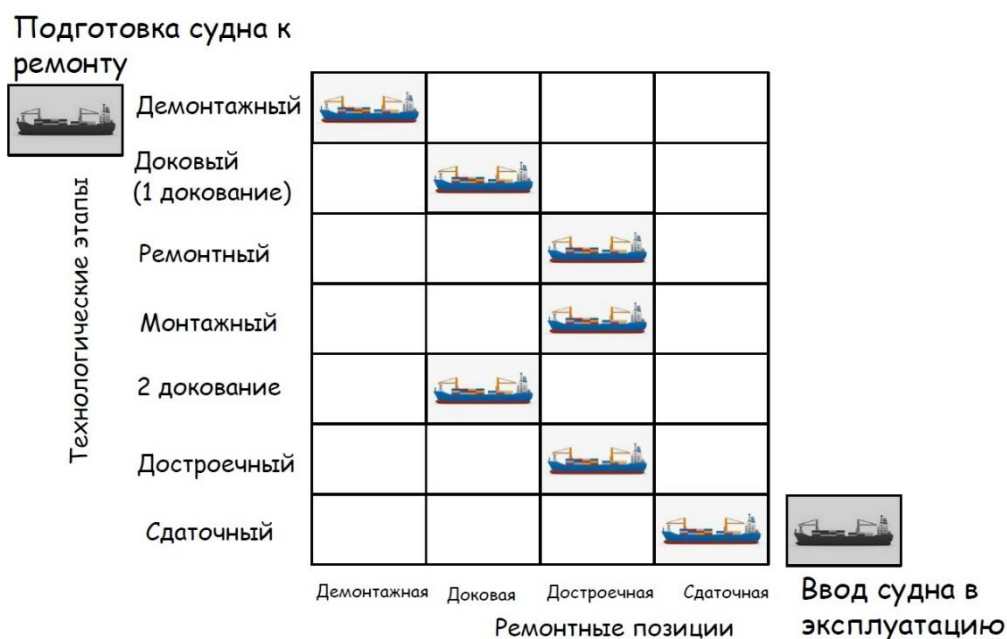 Подготовка судна к
ремонту
Демонтажный
Доковый
(1 докование)
Ремонтный
Монтажный
2 докование
Достроечный
Сдаточный
Технологические этапы
Демонтажная Доковая Достроечная Сдаточная
Ремонтные позиции
Ввод судна в
эксплуатацию